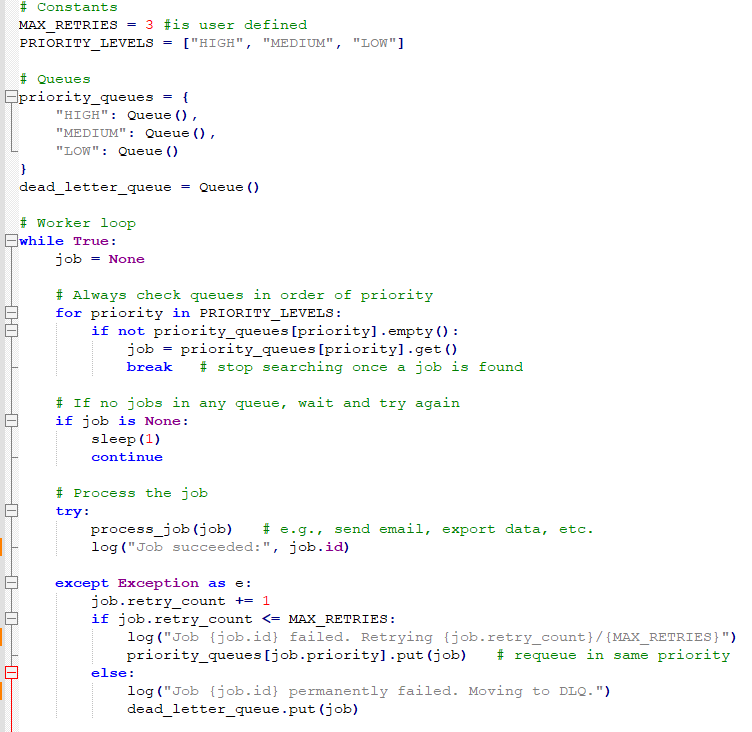 # Constants
MAX_RETRIES = 3 #is user defined
PRIORITY_LEVELS = ["HIGH", "MEDIUM", "LOW"]

# Queues
priority_queues = {
    "HIGH": Queue(),
    "MEDIUM": Queue(),
    "LOW": Queue()
}
dead_letter_queue = Queue()

# Worker loop
while True:
    job = None

    # Always check queues in order of priority
    for priority in PRIORITY_LEVELS:
        if not priority_queues[priority].empty():
            job = priority_queues[priority].get()
            break   # stop searching once a job is found

    # If no jobs in any queue, wait and try again
    if job is None:
        sleep(1)
        continue

    # Process the job
    try:
        process_job(job)   # e.g., send email, export data, etc.
        log("Job succeeded:", job.id)

    except Exception as e:
        job.retry_count += 1
        if job.retry_count <= MAX_RETRIES:
            log("Job {job.id} failed. Retrying {job.retry_count}/{MAX_RETRIES}")
            priority_queues[job.priority].put(job)   # requeue in same priority
        else:
            log("Job {job.id} permanently failed. Moving to DLQ.")
            dead_letter_queue.put(job)